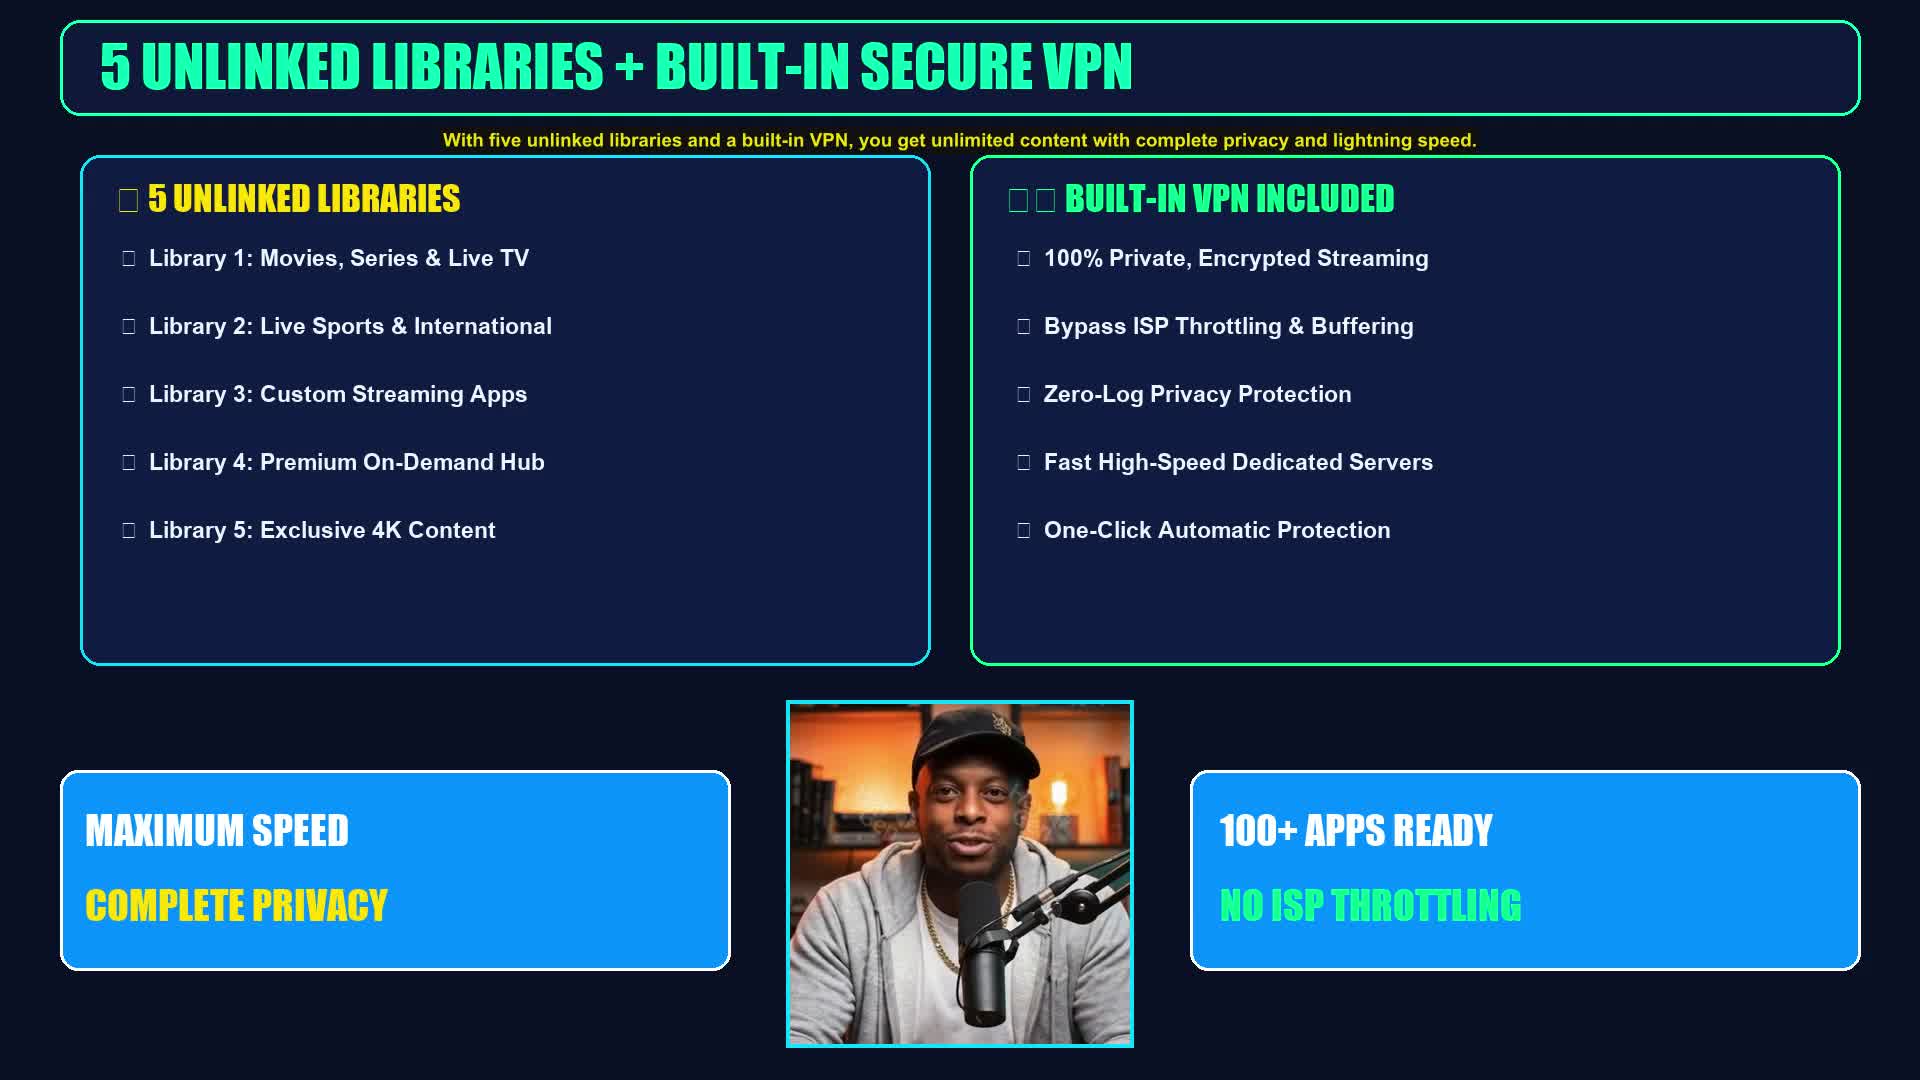 5 UNLINKED LIBRARIES + BUILT-IN SECURE VPN
With five unlinked libraries and a built-in VPN, you get unlimited content with complete privacy and lightning speed.
5 UNLINKED LIBRARIES
Library 1: Movies, Series & Live TV
Library 2: Live Sports & International
Library 3: Custom Streaming Apps
Library 4: Premium On-Demand Hub
Library 5: Exclusive 4K Content
BUILT-IN VPN INCLUDED
100% Private, Encrypted Streaming
Bypass ISP Throttling & Buffering
Zero-Log Privacy Protection
Fast High-Speed Dedicated Servers
One-Click Automatic Protection
MAXIMUM SPEED
COMPLETE PRIVACY
100+ APPS READY
NO ISP THROTTLING